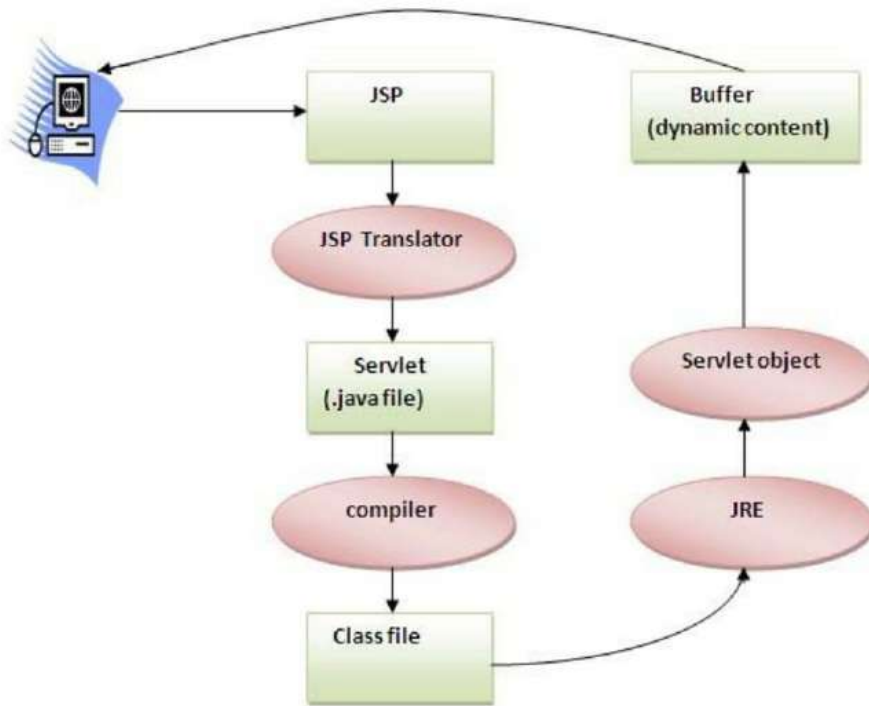 JSP
JSP Translator
Servlet
(.java file)
compiler
Class file
JRE
Servlet object
Buffer
(dynamic content)